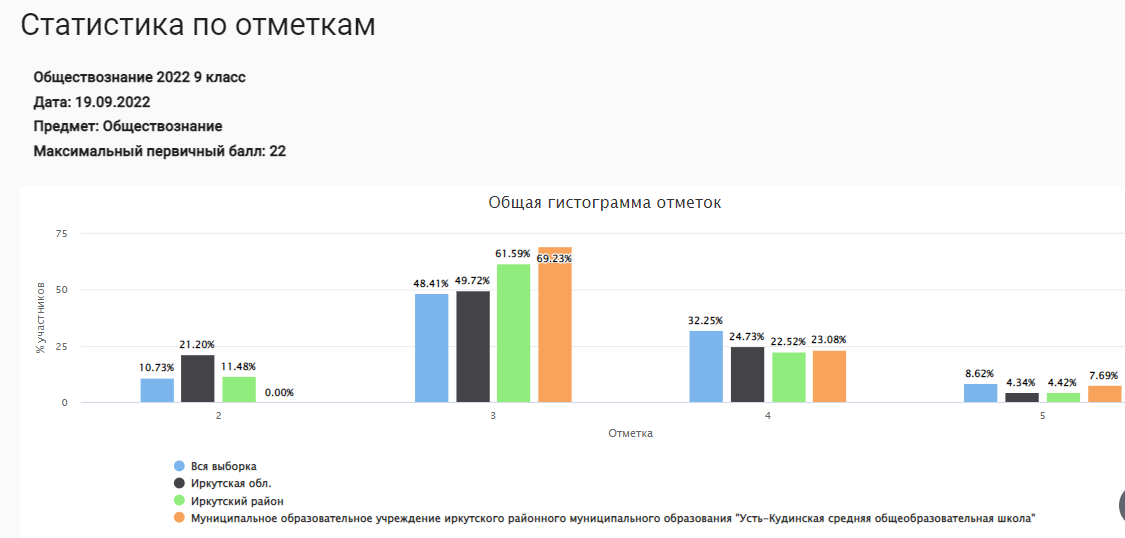 Статистика по отметкам
Обществознание 2022 9 класс
Дата: 19.09.2022
Предмет: Обществознание
Максимальный первичный балл: 22
Общая гистограмма отметок
% участников
75
50
25
0
10.73% 21.20% 11.48% 0.00%
48.41% 49.72% 61.59% 69.23%
32.25% 24.73% 22.52% 23.08%
8.62% 4.34% 4.42% 7.69%
2 3 4 5
Отметка
Вся выборка
Иркутская обл.
Иркутский район
Муниципальное образовательное учреждение иркутского районного муниципального образования "Усть-Кудинская средняя общеобразовательная школа"